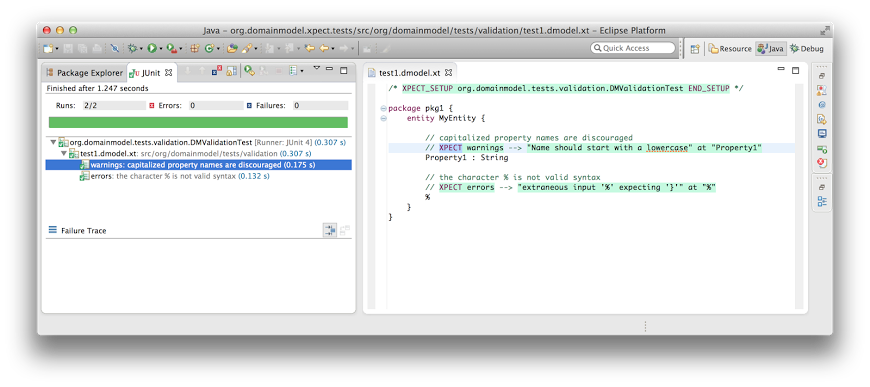 Java – org.domainmodel.xpect.tests/src/org/domainmodel/tests/validation/test1.dmodel.xt – Eclipse Platform
Quick Access
Resource
Java
Debug
Package Explorer
JUnit
Finished after 1.247 seconds
Runs: 2/2
Errors: 0
Failures: 0
org.domainmodel.tests.validation.DMValidationTest [Runner: JUnit 4] (0.307 s)
test1.dmodel.xt: src/org/domainmodel/tests/validation (0.307 s)
warnings: capitalized property names are discouraged (0.175 s)
errors: the character % is not valid syntax (0.132 s)
Failure Trace
test1.dmodel.xt
/* XPECT_SETUP org.domainmodel.tests.validation.DMValidationTest END_SETUP */
package pkg1 {
entity MyEntity {
// capitalized property names are discouraged
// XPECT warnings --> "Name should start with a lowercase" at "Property1"
Property1 : String
// the character % is not valid syntax
// XPECT errors --> "extraneous input '%' expecting '}'" at "%"
%
}
}